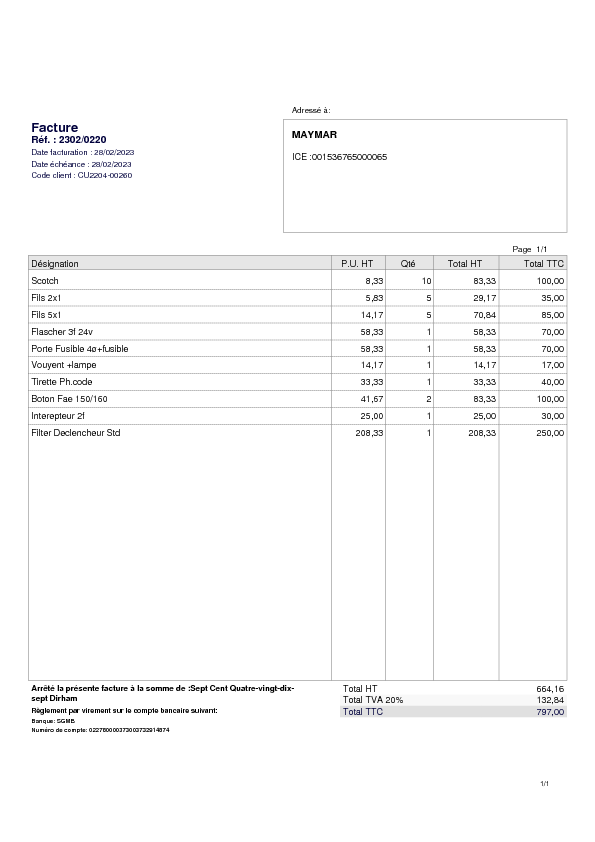 Adressé à:
Facture
Réf. : 2302/0220
Date facturation : 28/02/2023
Date échéance : 28/02/2023
Code client : CU2204-00260
MAYMAR
ICE :001536765000065
Page 1/1
Désignation P.U. HT Qté Total HT Total TTC
Scotch 8,33 10 83,33 100,00
Fils 2x1 5,83 5 29,17 35,00
Fils 5x1 14,17 5 70,84 85,00
Flascher 3f 24v 58,33 1 58,33 70,00
Porte Fusible 4ø+fusible 58,33 1 58,33 70,00
Vouyent +lampe 14,17 1 14,17 17,00
Tirette Ph.code 33,33 1 33,33 40,00
Boton Fae 150/160 41,67 2 83,33 100,00
Interepteur 2f 25,00 1 25,00 30,00
Filter Declencheur Std 208,33 1 208,33 250,00
Arrêté la présente facture à la somme de :Sept Cent Quatre-vingt-dix-
sept Dirham
Règlement par virement sur le compte bancaire suivant:
Banque: SGMB
Numéro de compte: 022780000373003732914874
Total HT 664,16
Total TVA 20% 132,84
Total TTC 797,00
1/1